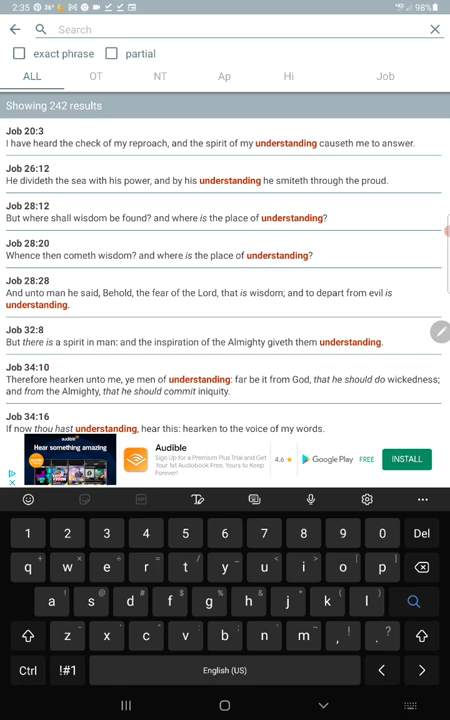 2:35 26° 98%
Search
exact phrase partial
ALL OT NT Ap Hi Job
Showing 242 results
Job 20:3
I have heard the check of my reproach, and the spirit of my understanding causeth me to answer.
Job 26:12
He divideth the sea with his power, and by his understanding he smiteth through the proud.
Job 28:12
But where shall wisdom be found? and where is the place of understanding?
Job 28:20
Whence then cometh wisdom? and where is the place of understanding?
Job 28:28
And unto man he said, Behold, the fear of the Lord, that is wisdom; and to depart from evil is
understanding.
Job 32:8
But there is a spirit in man: and the inspiration of the Almighty giveth them understanding.
Job 34:10
Therefore hearken unto me, ye men of understanding: far be it from God, that he should do wickedness;
and from the Almighty, that he should commit iniquity.
Job 34:16
If now thou hast understanding, hear this: hearken to the voice of my words.
audible
Hear something amazing
Audible
Sign Up for a Premium Plus Trial and Get
Your 1st Audiobook Free. Yours to Keep
Forever!
4.6 ★ Google Play FREE INSTALL
GIF
1 2 3 4 5 6 7 8 9 0 Del
q w e r t y u i o p
a s d f g h j k l
z x c v b n m , .
Ctrl !#1 English (US) < >